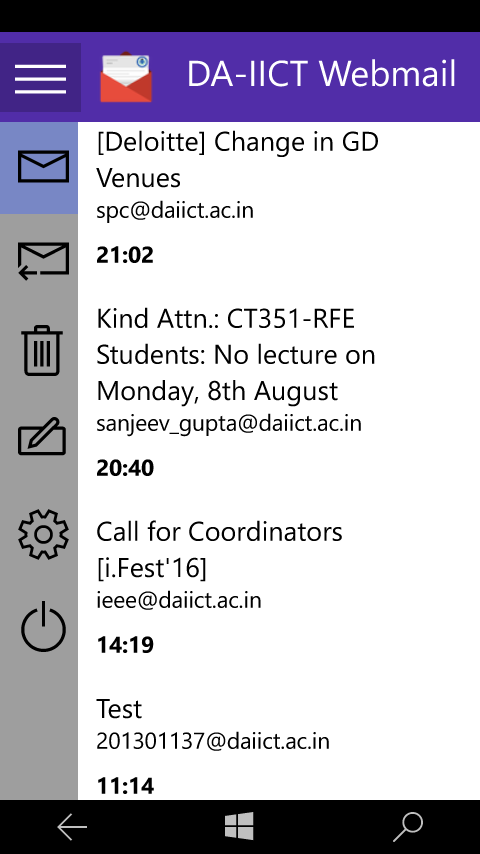 DA-IICT Webmail
[Deloitte] Change in GD
Venues
spc@daiict.ac.in
21:02
Kind Attn.: CT351-RFE
Students: No lecture on
Monday, 8th August
sanjeev_gupta@daiict.ac.in
20:40
Call for Coordinators
[i.Fest'16]
ieee@daiict.ac.in
14:19
Test
201301137@daiict.ac.in
11:14